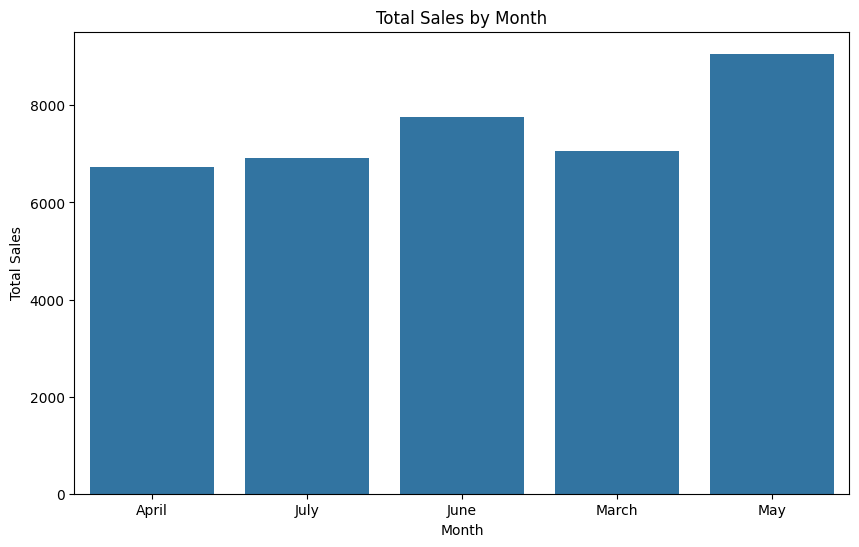 Total Sales by Month
Total Sales
8000
6000
4000
2000
0
April July June March May
Month